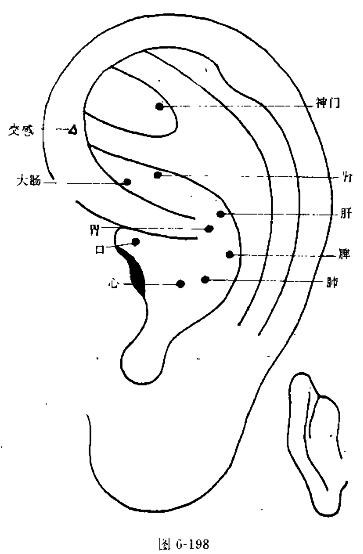 神门
交感
大肠
肾
肝
胃
口
脾
心
肺
图 6-198